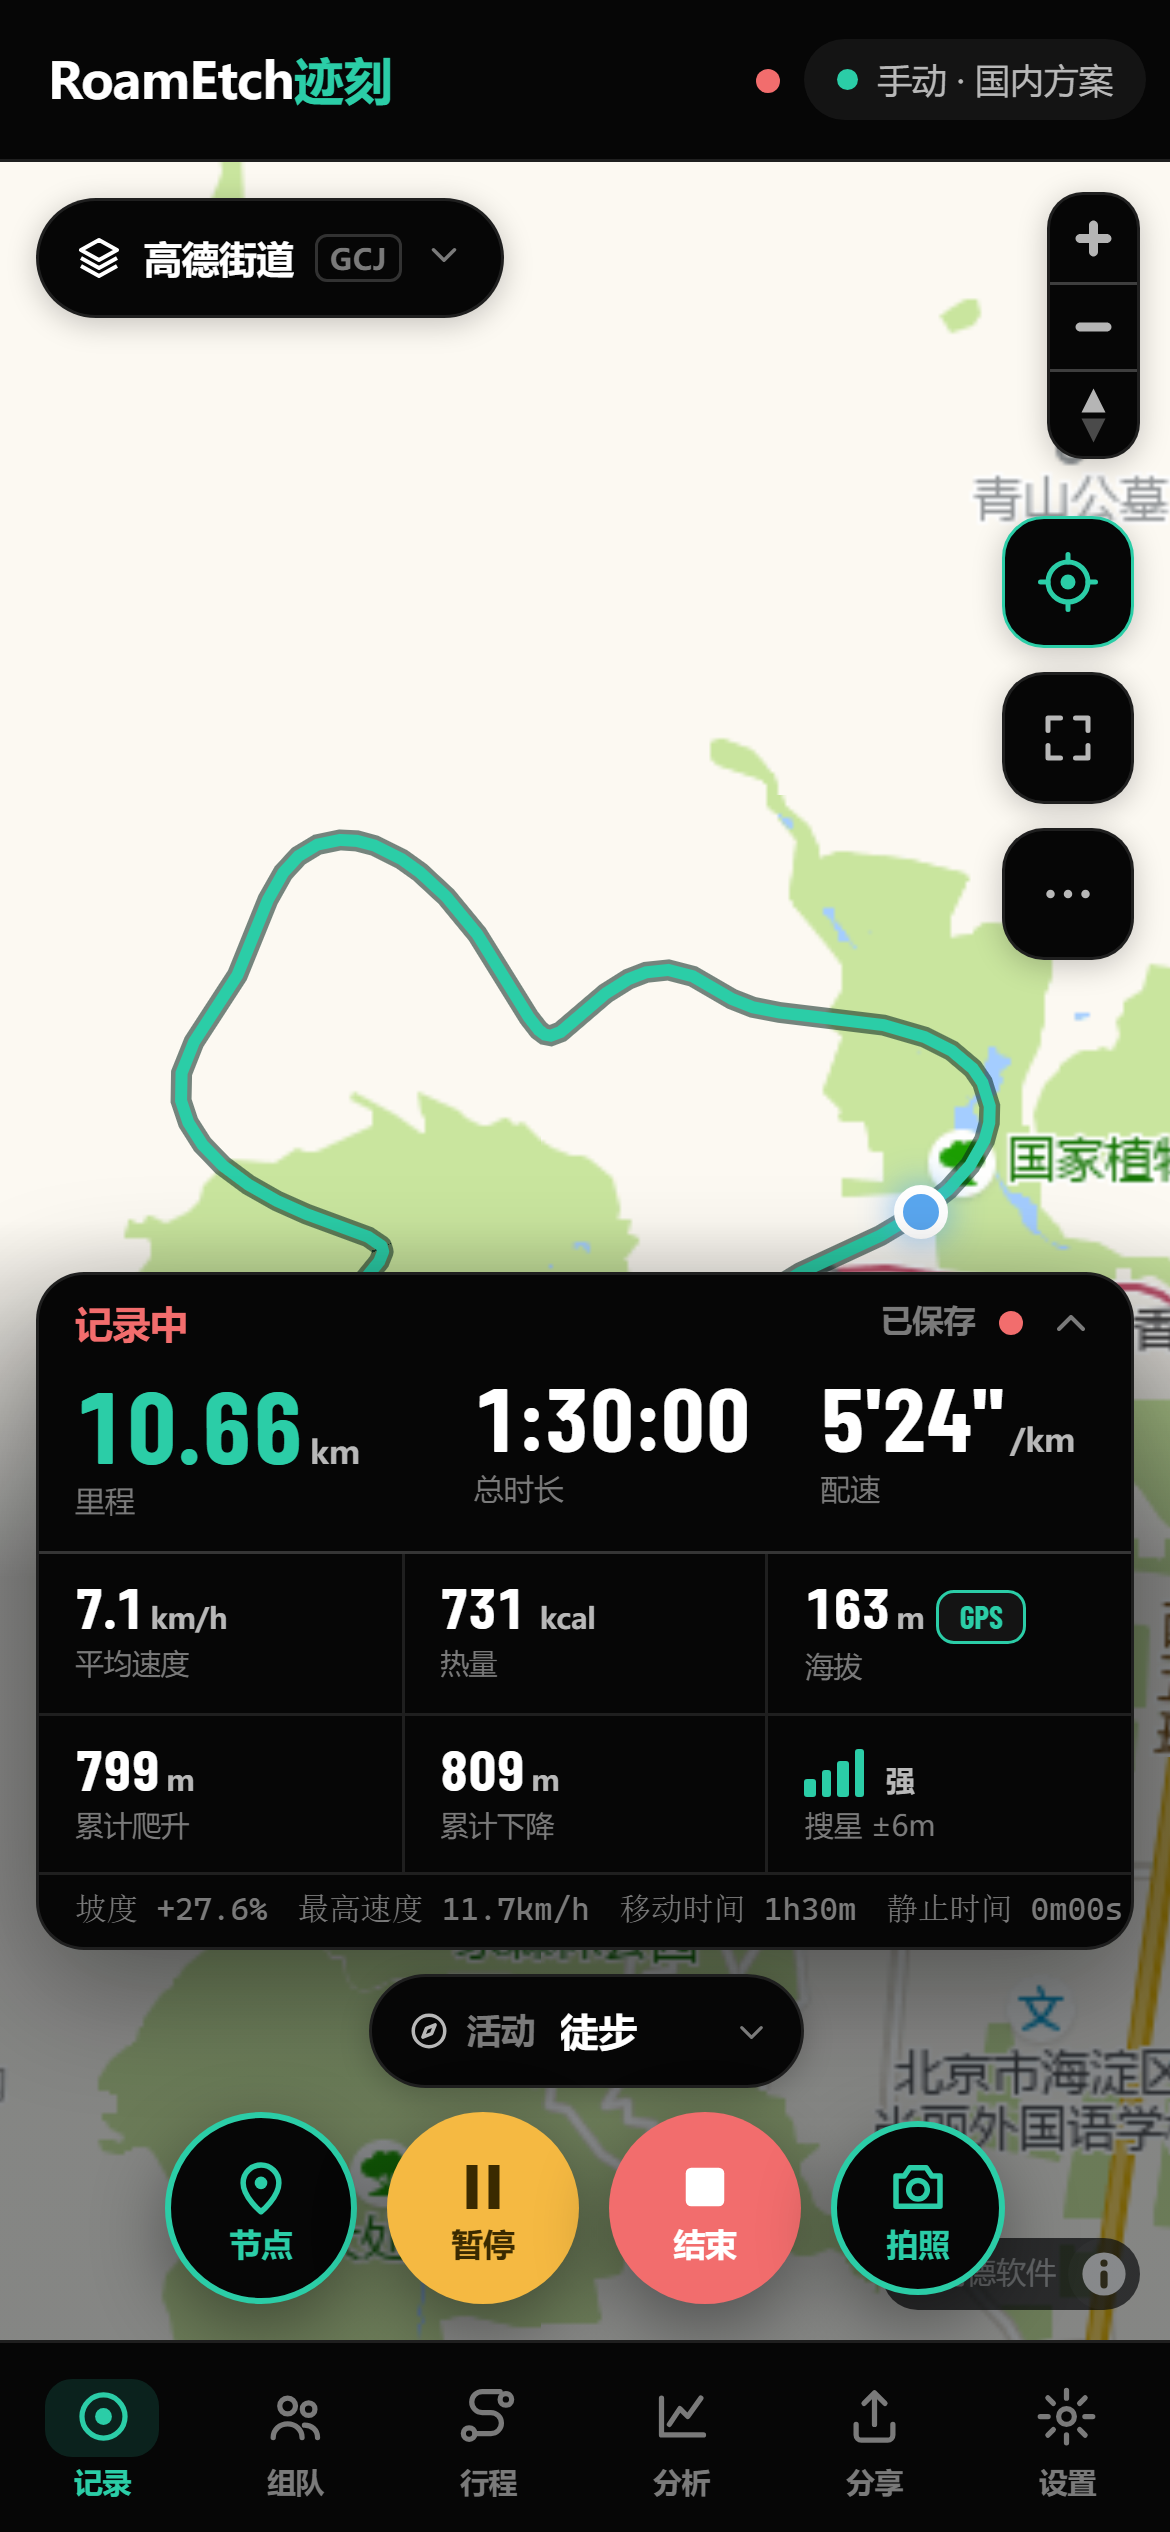 RoamEtch迹刻
手动 · 国内方案
高德街道 GCJ
青山公墓
国家植
记录中
已保存
10.66 km
里程
1:30:00
总时长
5'24" /km
配速
7.1 km/h
平均速度
731 kcal
热量
163 m GPS
海拔
799 m
累计爬升
809 m
累计下降
强
搜星 ±6m
坡度 +27.6% 最高速度 11.7km/h 移动时间 1h30m 静止时间 0m00s
文
活动 徒步
北京市海淀区
外国语学
节点
暂停
结束
拍照
德软件
记录
组队
行程
分析
分享
设置